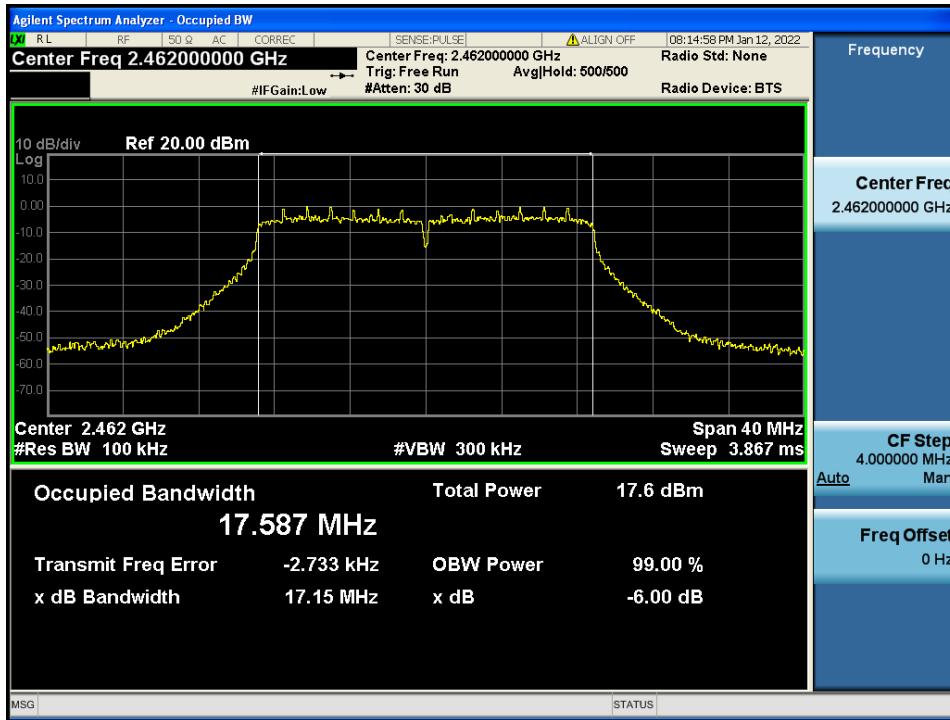 Agilent Spectrum Analyzer - Occupied BW
LXI RL RF 50 Ω AC CORREC SENSE:PULSE ALIGN OFF 08:14:58 PM Jan 12, 2022
Center Freq 2.462000000 GHz
Center Freq: 2.462000000 GHz Radio Std: None
Trig: Free Run Avg|Hold: 500/500
#IFGain:Low #Atten: 30 dB Radio Device: BTS
Frequency
10 dB/div Ref 20.00 dBm
Log
10.0
0.00
-10.0
-20.0
-30.0
-40.0
-50.0
-60.0
-70.0
Center 2.462 GHz Span 40 MHz
#Res BW 100 kHz #VBW 300 kHz Sweep 3.867 ms
Center Freq
2.462000000 GHz
CF Step
4.000000 MHz
Auto Man
Freq Offset
0 Hz
Occupied Bandwidth Total Power 17.6 dBm
17.587 MHz
Transmit Freq Error -2.733 kHz OBW Power 99.00 %
x dB Bandwidth 17.15 MHz x dB -6.00 dB
MSG STATUS